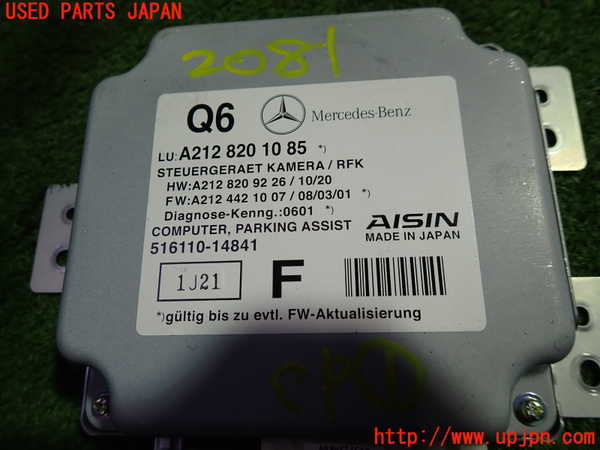 USED PARTS JAPAN
2081
Q6 Mercedes-Benz
LU:A212 820 10 85 *)
STEUERGERAET KAMERA / RFK
HW:A212 820 92 26 / 10/20
FW:A212 442 10 07 / 08/03/01 *)
Diagnose-Kenng.:0601 *)
COMPUTER, PARKING ASSIST
516110-14841
AISIN
MADE IN JAPAN
1J21
F
*)gültig bis zu evtl. FW-Aktualisierung
http://www.upjpn.com